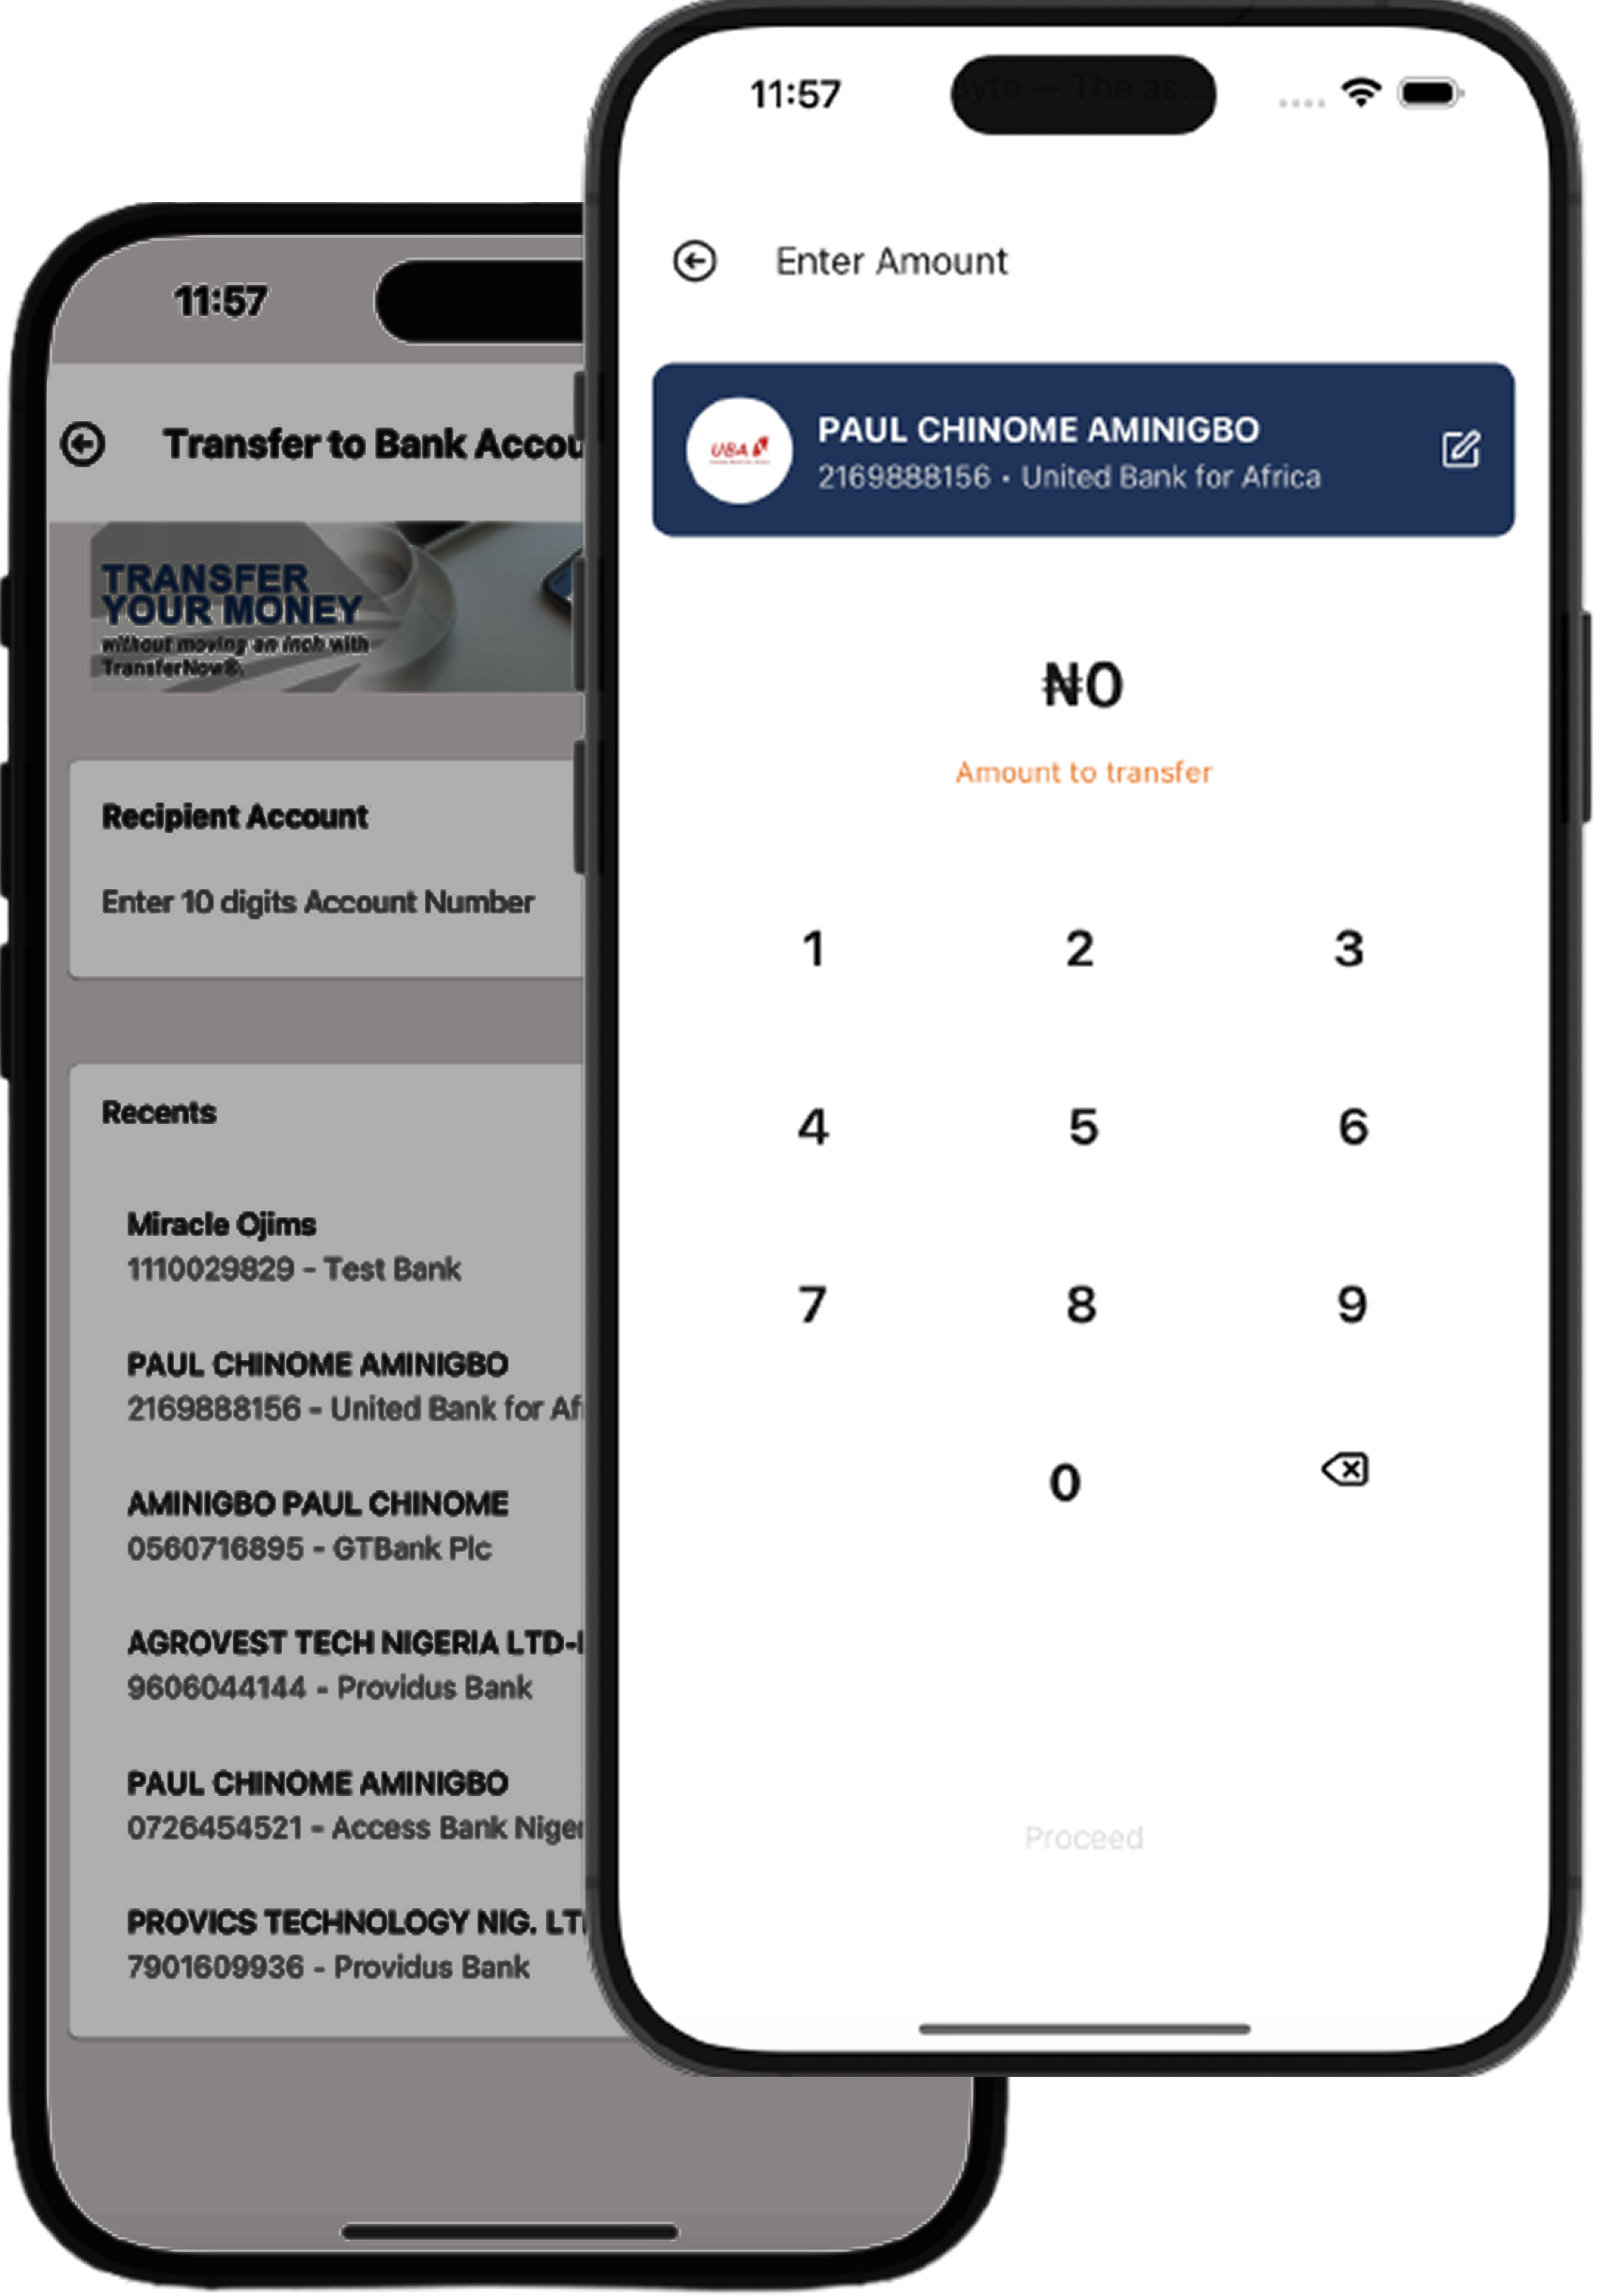 11:57
Transfer to Bank Accou
TRANSFER
YOUR MONEY
without moving an inch with
TransferNow®.
Recipient Account
Enter 10 digits Account Number
Recents
Miracle Ojims
1110029829 - Test Bank
PAUL CHINOME AMINIGBO
2169888156 - United Bank for Af
AMINIGBO PAUL CHINOME
0560716895 - GTBank Plc
AGROVEST TECH NIGERIA LTD-
9606044144 - Providus Bank
PAUL CHINOME AMINIGBO
0726454521 - Access Bank Niger
PROVICS TECHNOLOGY NIG. LT
7901609936 - Providus Bank
11:57
yte — The as...
Enter Amount
UBA
PAUL CHINOME AMINIGBO
2169888156 • United Bank for Africa
₦0
Amount to transfer
1 2 3
4 5 6
7 8 9
0
Proceed